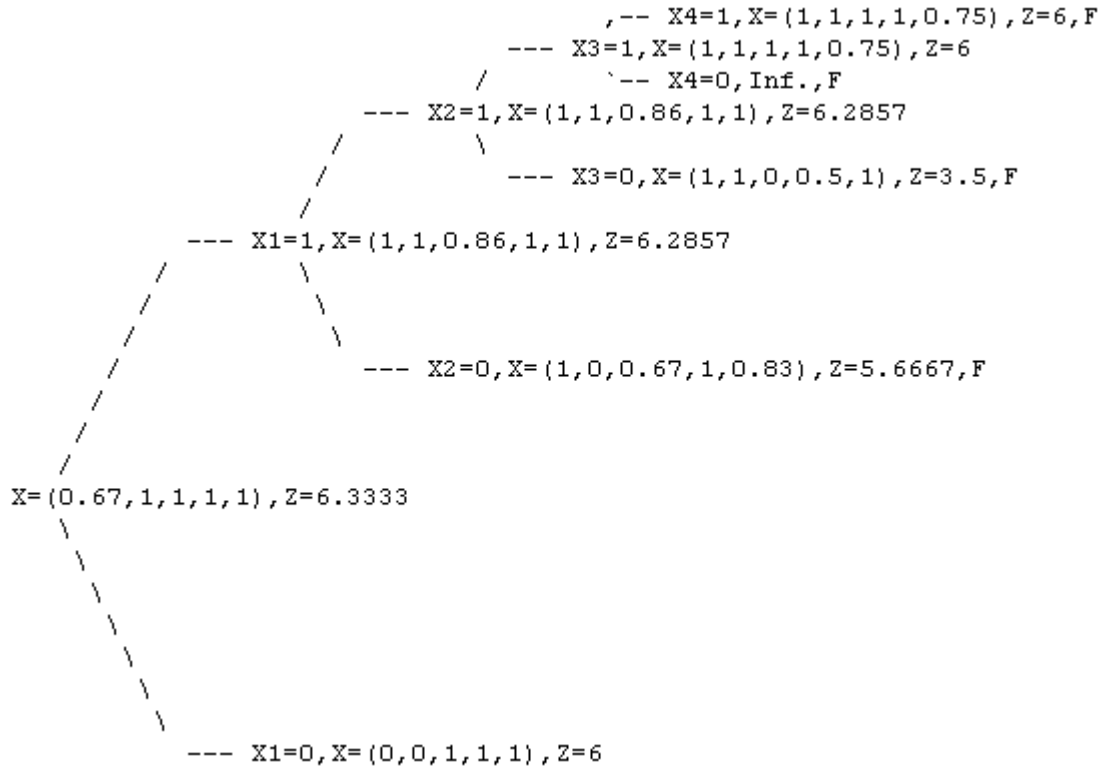 ,-- X4=1,X=(1,1,1,1,0.75),Z=6,F
--- X3=1,X=(1,1,1,1,0.75),Z=6
/ `-- X4=0,Inf.,F
--- X2=1,X=(1,1,0.86,1,1),Z=6.2857
/ \
/ --- X3=0,X=(1,1,0,0.5,1),Z=3.5,F
/
--- X1=1,X=(1,1,0.86,1,1),Z=6.2857
/ \
/ \
/ \
/ --- X2=0,X=(1,0,0.67,1,0.83),Z=5.6667,F
/
/
/
X=(0.67,1,1,1,1),Z=6.3333
\
\
\
\
\
\
\
--- X1=0,X=(0,0,1,1,1),Z=6